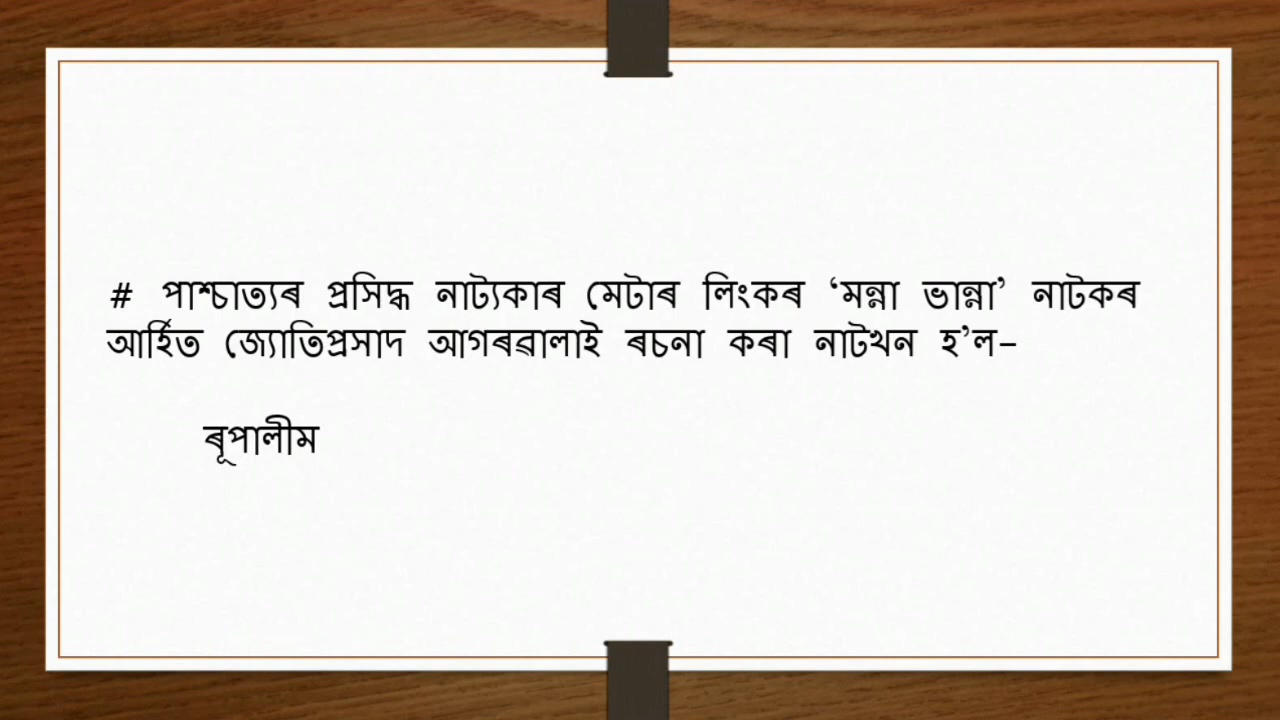 # পাশ্চাত্যৰ প্ৰসিদ্ধ নাট্যকাৰ মেটাৰ লিংকৰ ‘মন্না ভান্না’ নাটকৰ
আৰ্হিত জ্যোতিপ্ৰসাদ আগৰৱালাই ৰচনা কৰা নাটখন হ’ল–
ৰূপালীম